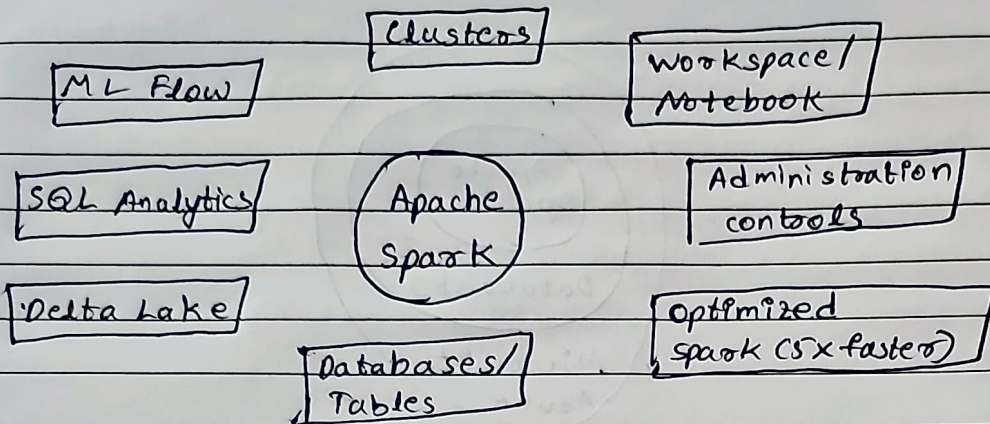 Clusters
ML Flow
Workspace/
Notebook
SQL Analytics
Apache
Spark
Administration
controls
Delta Lake
Optimized
spark (5x faster)
Databases/
Tables